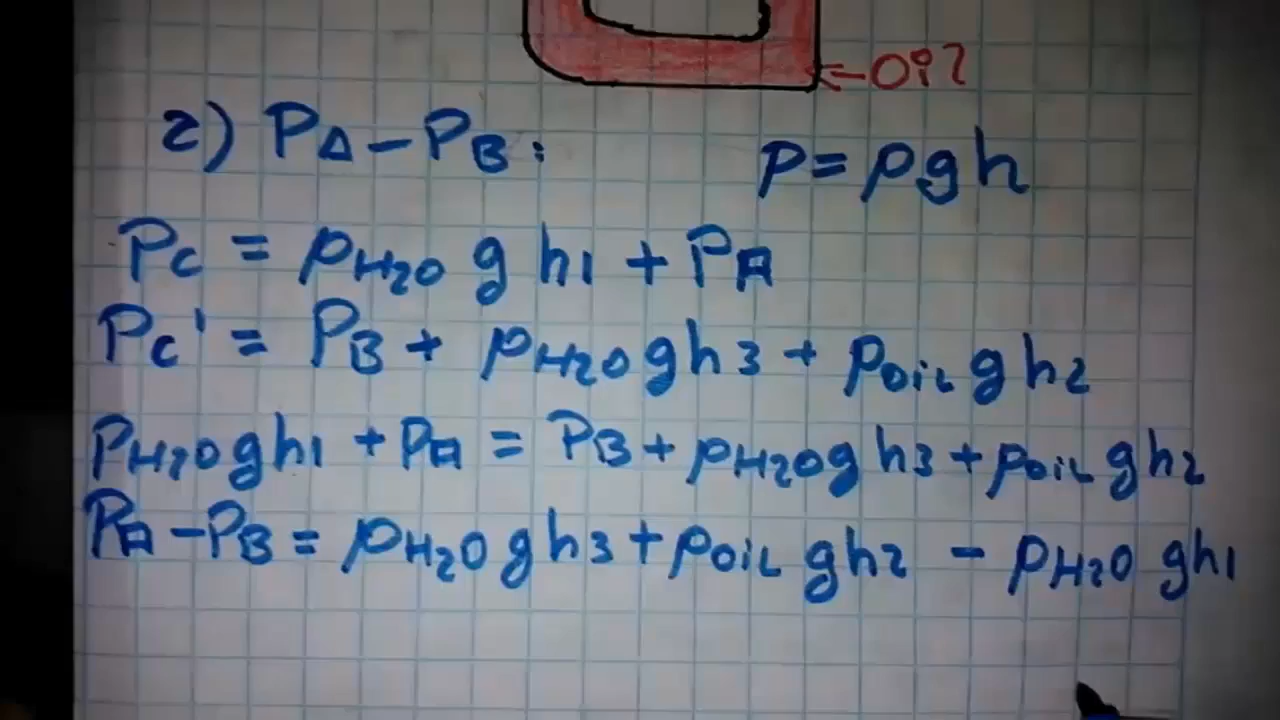 ←oil
2) PA - PB:
P = ρgh
Pc = ρH2O g h1 + PA
Pc' = PB + ρH2O g h3 + ρOIL g h2
ρH2O g h1 + PA = PB + ρH2O g h3 + ρOIL g h2
PA - PB = ρH2O g h3 + ρOIL g h2 - ρH2O g h1